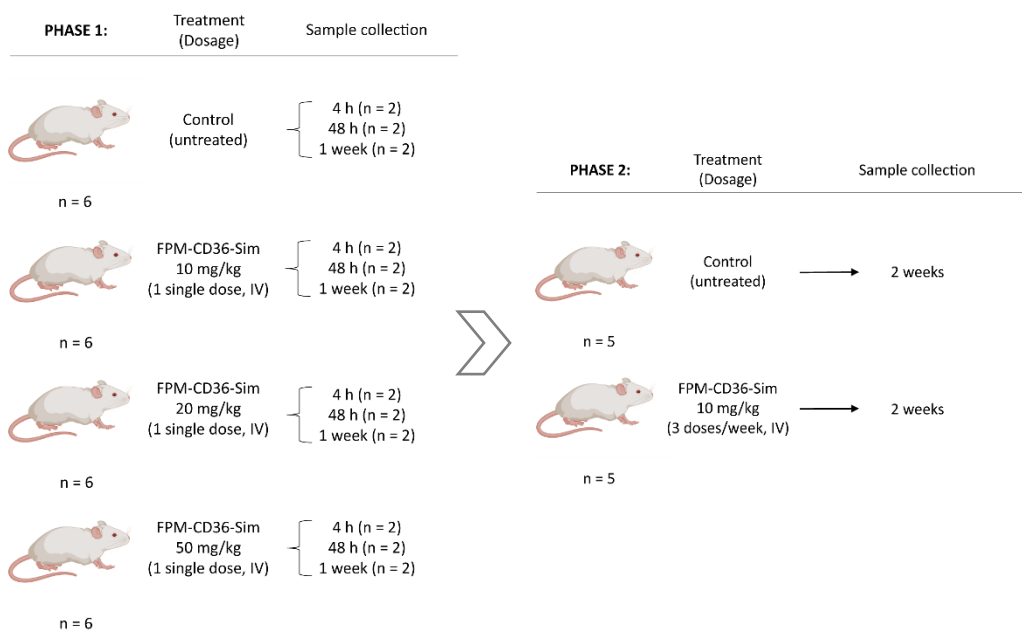 PHASE 1:
Treatment
(Dosage)
Sample collection
Control
(untreated)
4 h (n = 2)
48 h (n = 2)
1 week (n = 2)
n = 6
FPM-CD36-Sim
10 mg/kg
(1 single dose, IV)
4 h (n = 2)
48 h (n = 2)
1 week (n = 2)
n = 6
FPM-CD36-Sim
20 mg/kg
(1 single dose, IV)
4 h (n = 2)
48 h (n = 2)
1 week (n = 2)
n = 6
FPM-CD36-Sim
50 mg/kg
(1 single dose, IV)
4 h (n = 2)
48 h (n = 2)
1 week (n = 2)
n = 6
PHASE 2:
Treatment
(Dosage)
Sample collection
Control
(untreated)
2 weeks
n = 5
FPM-CD36-Sim
10 mg/kg
(3 doses/week, IV)
2 weeks
n = 5